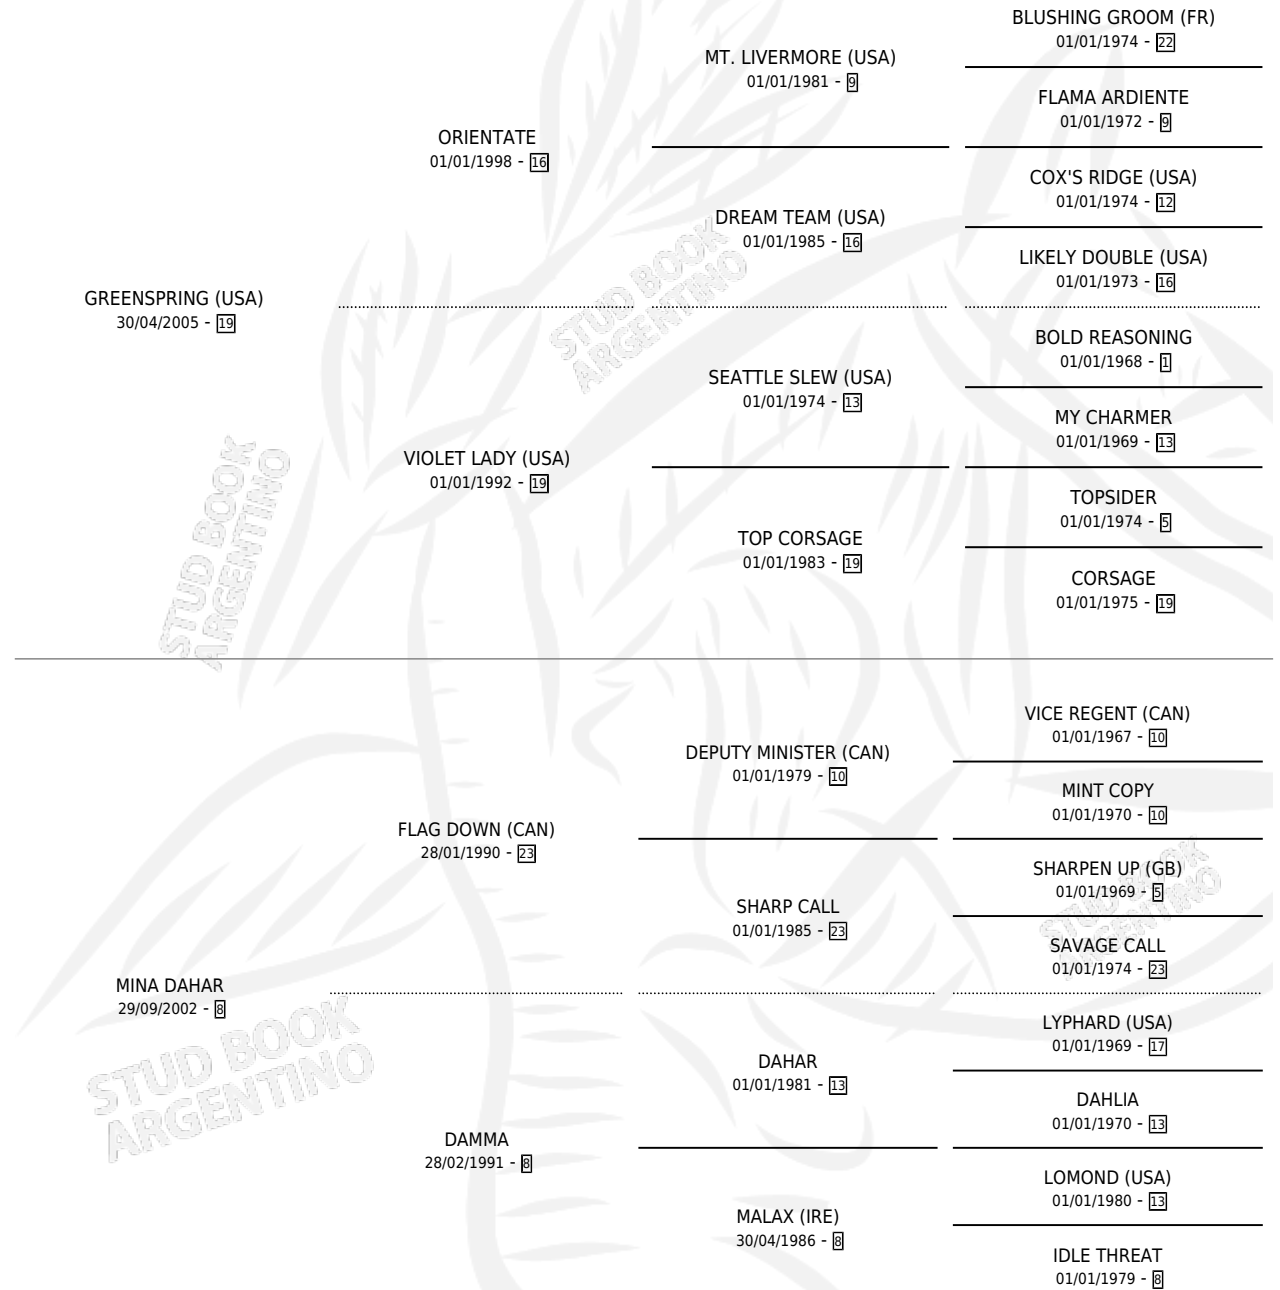 BLUSHING GROOM (FR)
01/01/1974 - 22
MT. LIVERMORE (USA)
01/01/1981 - 9
FLAMA ARDIENTE
01/01/1972 - 9
ORIENTATE
01/01/1998 - 16
COX'S RIDGE (USA)
01/01/1974 - 12
DREAM TEAM (USA)
01/01/1985 - 16
LIKELY DOUBLE (USA)
01/01/1973 - 16
GREENSPRING (USA)
30/04/2005 - 19
BOLD REASONING
01/01/1968 - 1
SEATTLE SLEW (USA)
01/01/1974 - 13
MY CHARMER
01/01/1969 - 13
VIOLET LADY (USA)
01/01/1992 - 19
TOPSIDER
01/01/1974 - 5
TOP CORSAGE
01/01/1983 - 19
CORSAGE
01/01/1975 - 19
VICE REGENT (CAN)
01/01/1967 - 10
DEPUTY MINISTER (CAN)
01/01/1979 - 10
MINT COPY
01/01/1970 - 10
FLAG DOWN (CAN)
28/01/1990 - 23
SHARPEN UP (GB)
01/01/1969 - 5
SHARP CALL
01/01/1985 - 23
SAVAGE CALL
01/01/1974 - 23
MINA DAHAR
29/09/2002 - 8
LYPHARD (USA)
01/01/1969 - 17
DAHAR
01/01/1981 - 13
DAHLIA
01/01/1970 - 13
DAMMA
28/02/1991 - 8
LOMOND (USA)
01/01/1980 - 13
MALAX (IRE)
30/04/1986 - 8
IDLE THREAT
01/01/1979 - 8
STUD BOOK
ARGENTINO
STUD BOOK
ARGENTINO
STUD BOOK
ARGENTINO
STUD BOOK
ARGENTINO